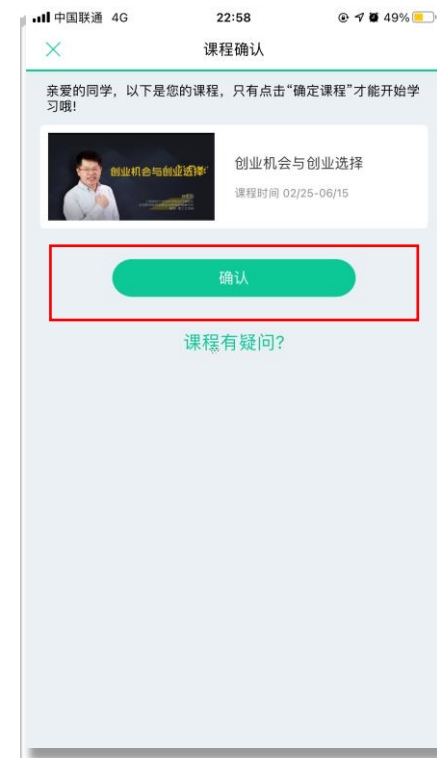 中国联通 4G 22:58 49%
课程确认
亲爱的同学，以下是您的课程，只有点击“确定课程”才能开始学
习哦!
创业机会与创业选择
创业机会与创业选择
课程时间 02/25-06/15
确认
课程有疑问?